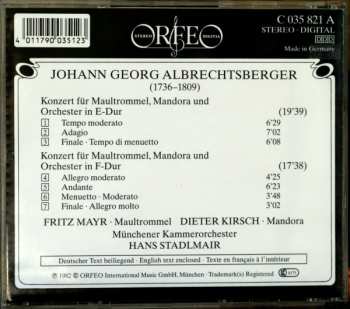 C 035 821 A
STEREO · DIGITAL
DDD
Made in Germany
4 011790 035123
STEREO ORFEO DIGITAL
JOHANN GEORG ALBRECHTSBERGER
(1736–1809)
Konzert für Maultrommel, Mandora und
Orchester in E-Dur (19'39)
1 Tempo moderato 6'29
2 Adagio 7'02
3 Finale · Tempo di menuetto 6'08
Konzert für Maultrommel, Mandora und
Orchester in F-Dur (17'38)
4 Allegro moderato 4'25
5 Andante 6'23
6 Menuetto · Moderato 3'48
7 Finale · Allegro molto 3'02
FRITZ MAYR · Maultrommel DIETER KIRSCH · Mandora
Münchener Kammerorchester
HANS STADLMAIR
Deutscher Text beiliegend · English text enclosed · Texte en français à l'intérieur
ORFEO International Music GmbH, München · Trademark(s) Registered